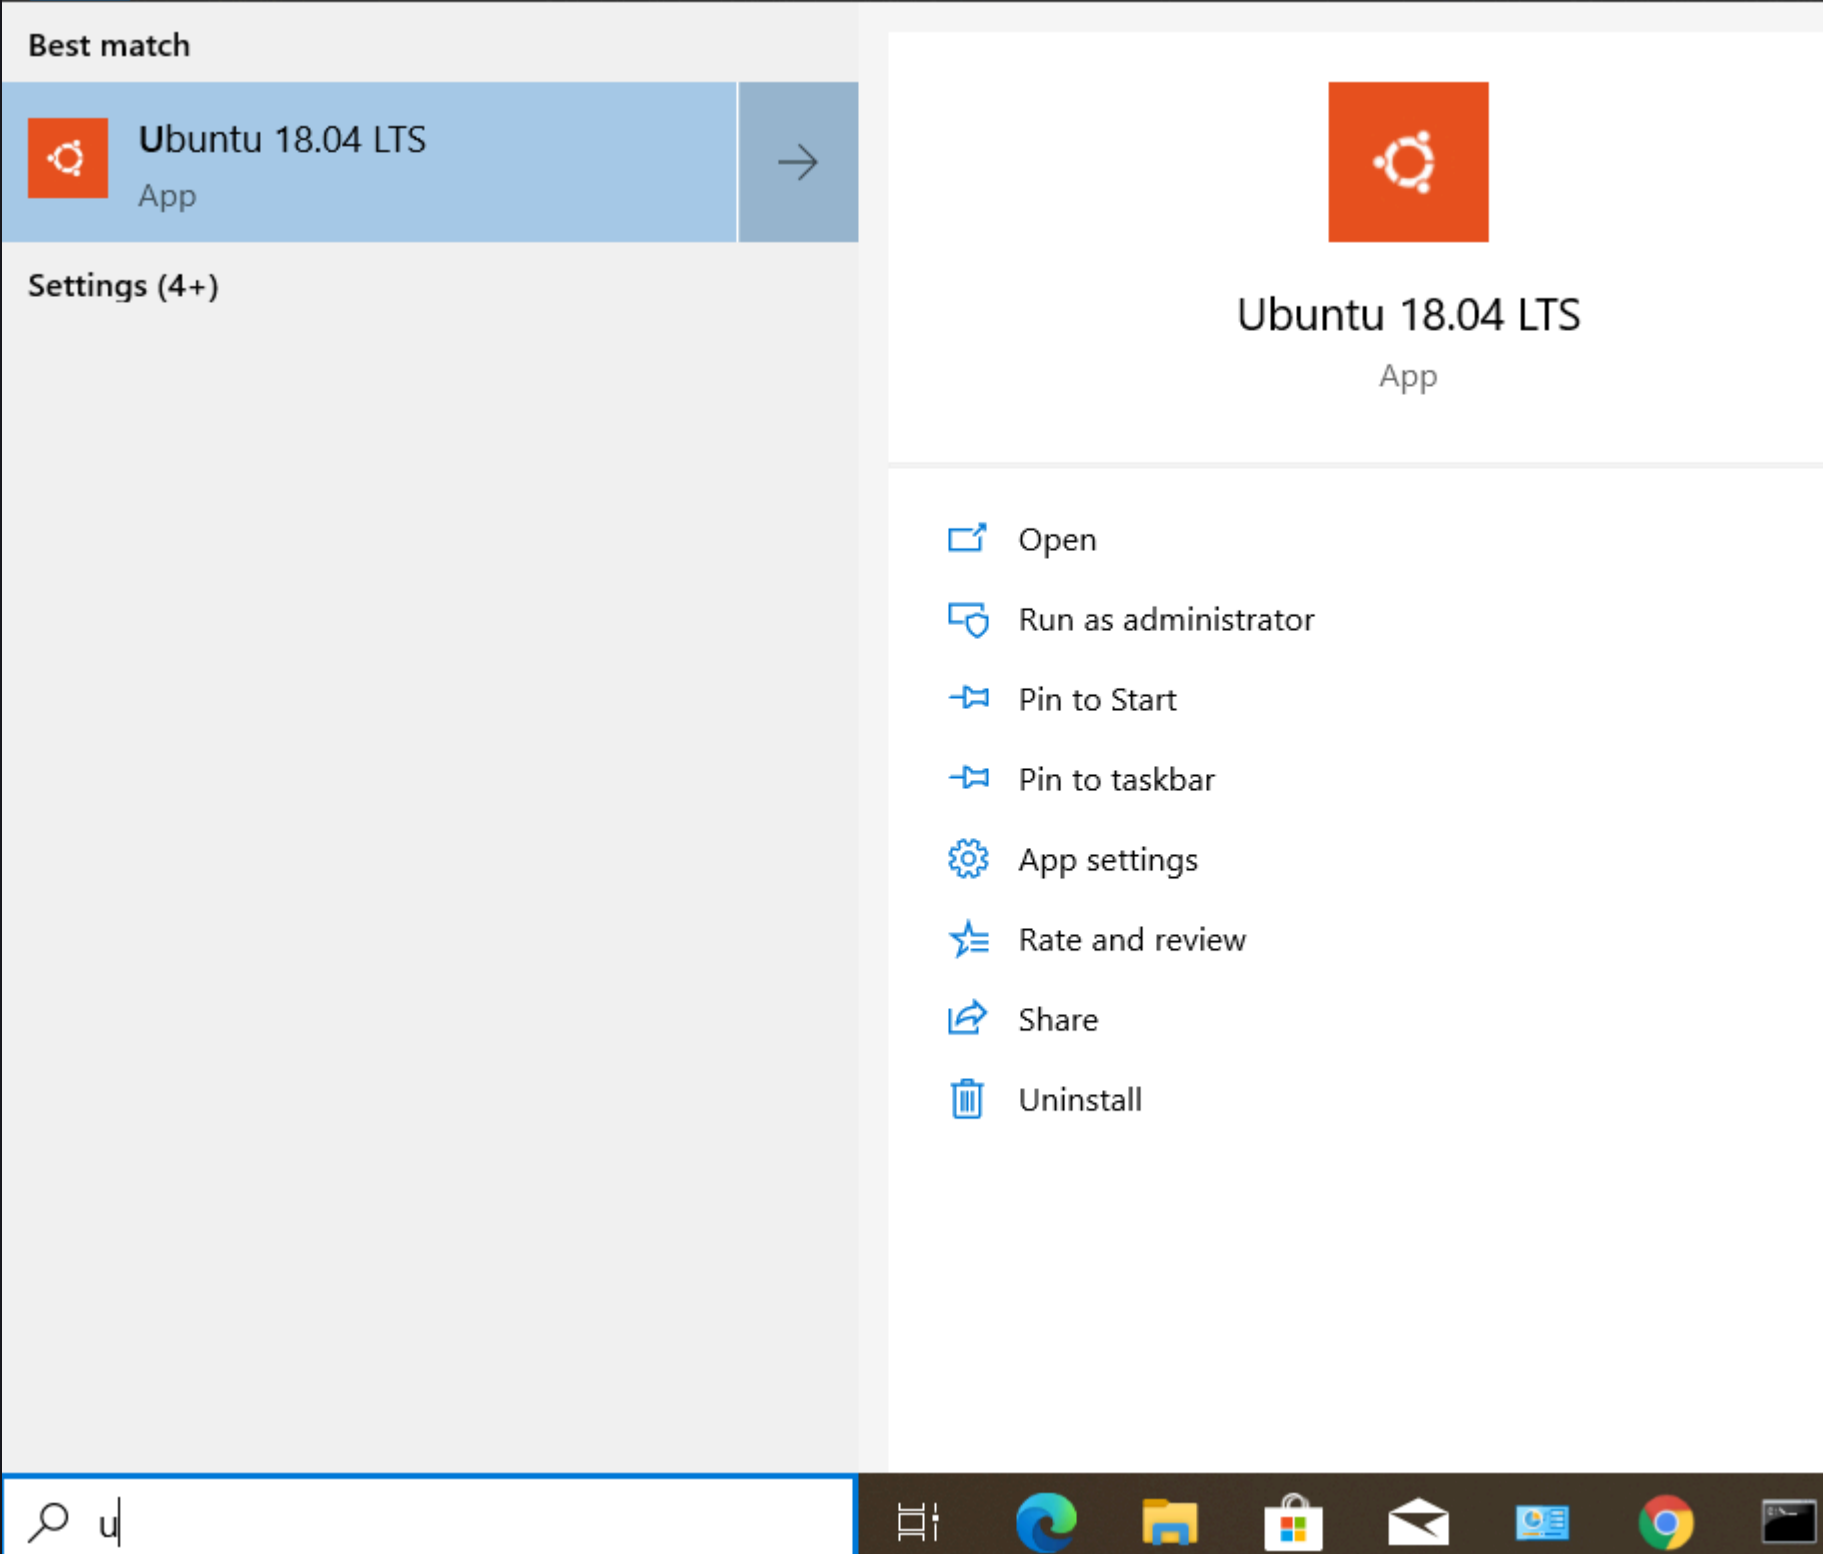 Best match
Ubuntu 18.04 LTS
App
Settings (4+)
Ubuntu 18.04 LTS
App
Open
Run as administrator
Pin to Start
Pin to taskbar
App settings
Rate and review
Share
Uninstall
u